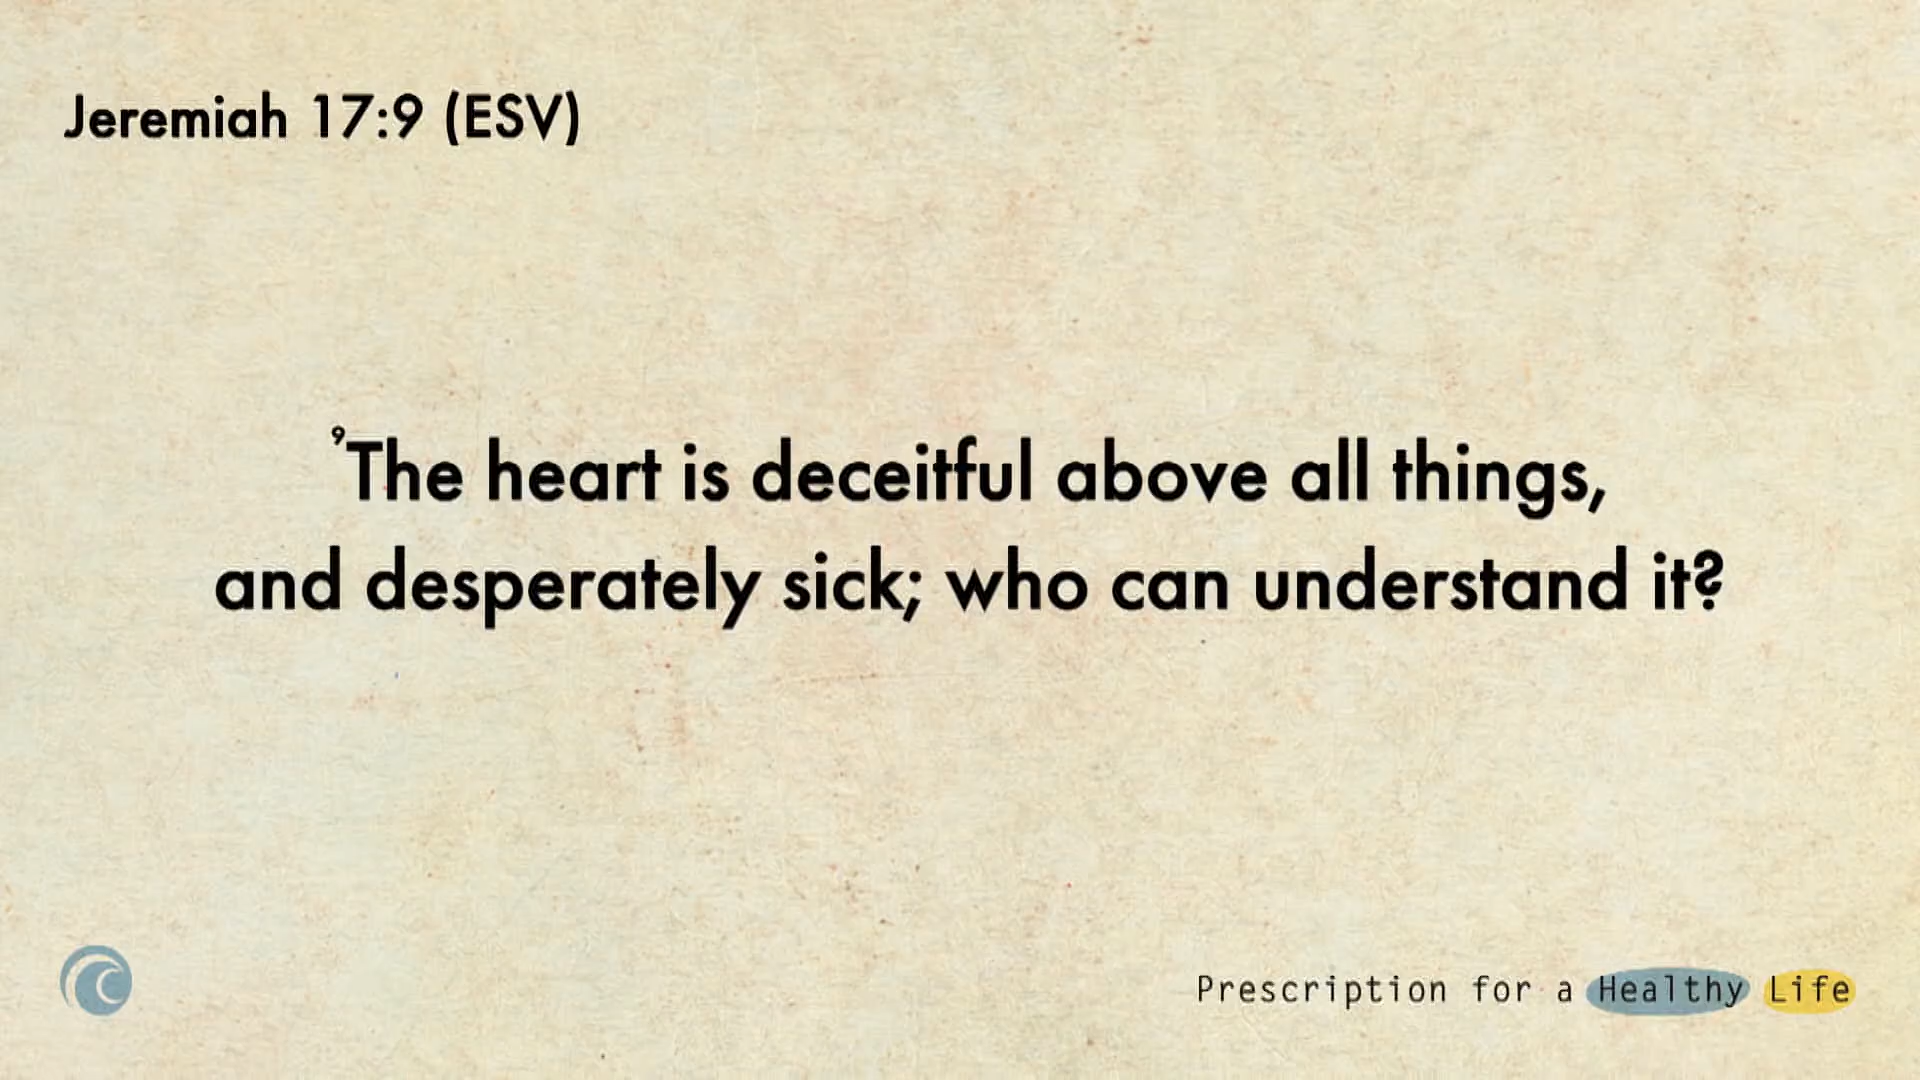 Jeremiah 17:9 (ESV)
⁹The heart is deceitful above all things,
and desperately sick; who can understand it?
Prescription for a Healthy Life